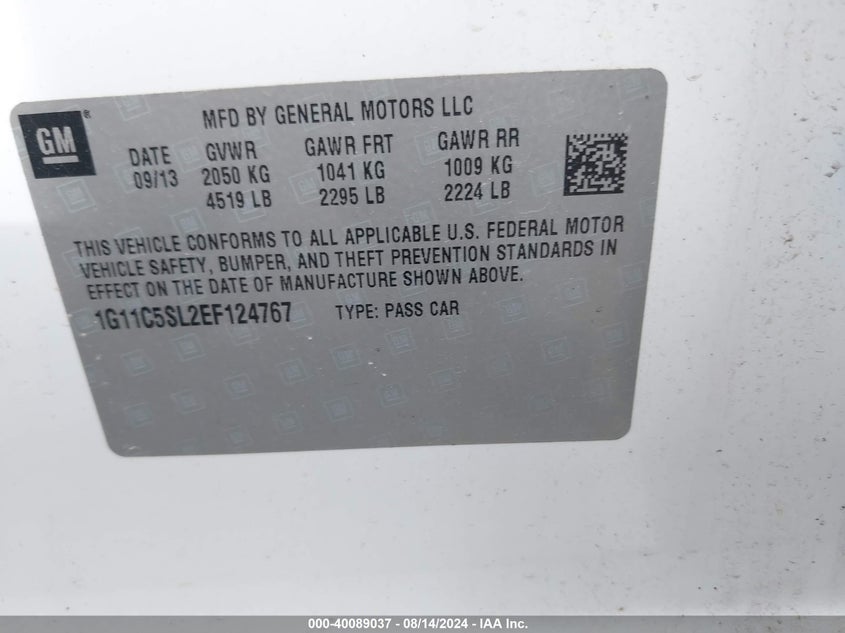 GM ®
MFD BY GENERAL MOTORS LLC
DATE GVWR GAWR FRT GAWR RR
09/13 2050 KG 1041 KG 1009 KG
4519 LB 2295 LB 2224 LB
THIS VEHICLE CONFORMS TO ALL APPLICABLE U.S. FEDERAL MOTOR
VEHICLE SAFETY, BUMPER, AND THEFT PREVENTION STANDARDS IN
EFFECT ON THE DATE OF MANUFACTURE SHOWN ABOVE.
1G11C5SL2EF124767 TYPE: PASS CAR
000-40089037 - 08/14/2024 - IAA Inc.